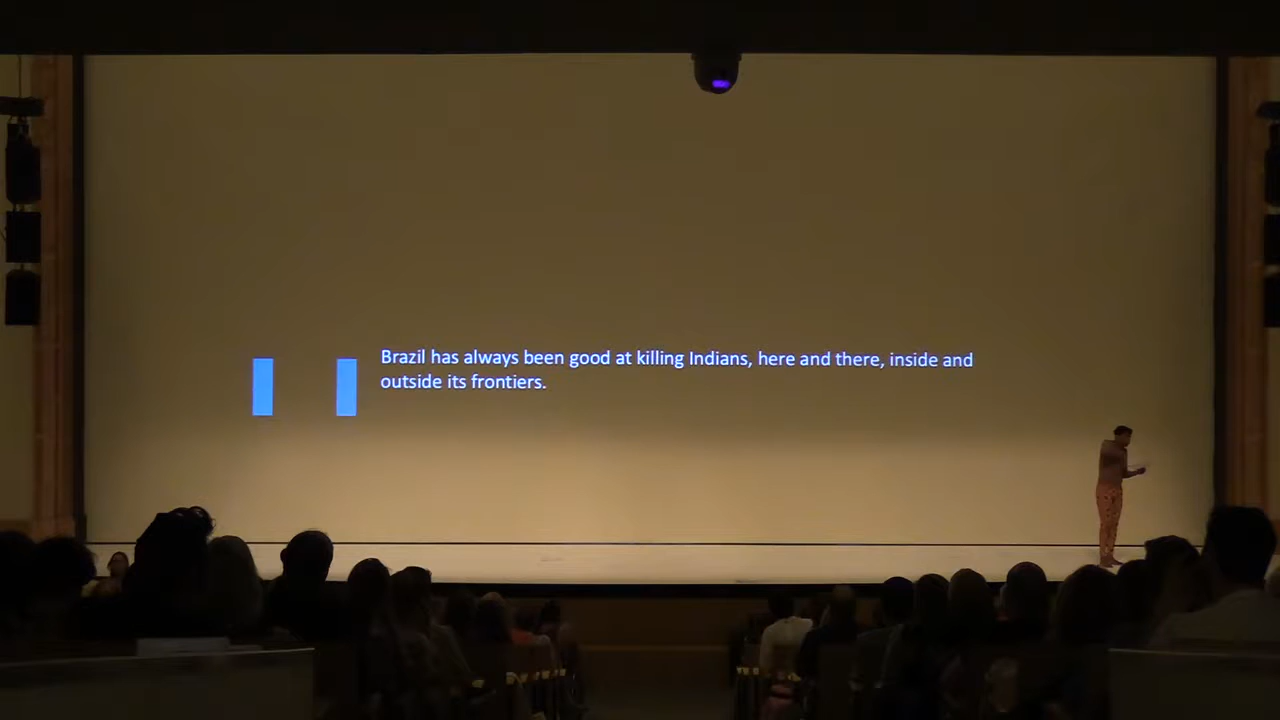 Brazil has always been good at killing Indians, here and there, inside and
outside its frontiers.